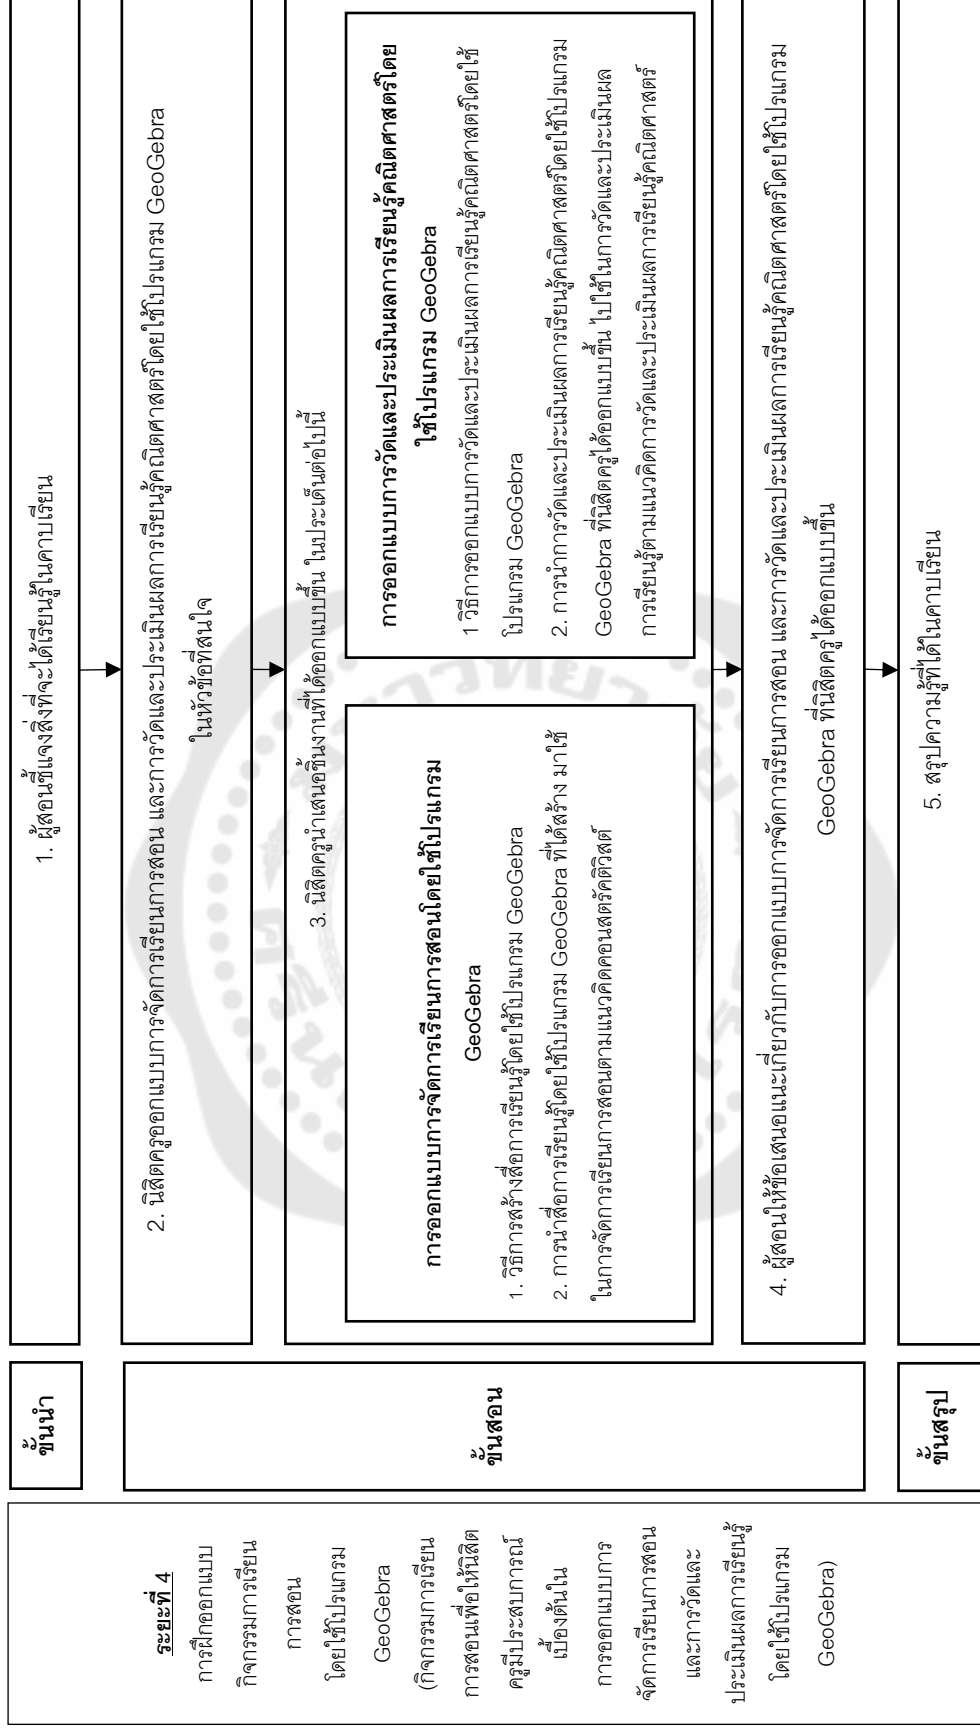 ระยะที่ 4
การฝึกออกแบบ
กิจกรรมการเรียน
การสอน
โดยใช้โปรแกรม
GeoGebra
(กิจกรรมการเรียน
การสอนเพื่อให้นิสิต
ครูมีประสบการณ์
เบื้องต้นใน
การออกแบบการ
จัดการเรียนการสอน
และการวัดและ
ประเมินผลการเรียนรู้
โดยใช้โปรแกรม
GeoGebra)
ขั้นนำ
1. ผู้สอนชี้แจงสิ่งที่จะได้เรียนรู้ในคาบเรียน
ขั้นสอน
2. นิสิตครูออกแบบการจัดการเรียนการสอน และการวัดและประเมินผลการเรียนรู้คณิตศาสตร์โดยใช้โปรแกรม GeoGebra
ในหัวข้อที่สนใจ
3. นิสิตครูนำเสนอชิ้นงานที่ได้ออกแบบขึ้น ในประเด็นต่อไปนี้
การออกแบบการจัดการเรียนการสอนโดยใช้โปรแกรม
GeoGebra
1. วิธีการสร้างสื่อการเรียนรู้โดยใช้โปรแกรม GeoGebra
2. การนำสื่อการเรียนรู้โดยใช้โปรแกรม GeoGebra ที่ได้สร้าง มาใช้
ในการจัดการเรียนการสอนตามแนวคิดคอนสตรัคติวิสต์
การออกแบบการวัดและประเมินผลการเรียนรู้คณิตศาสตร์โดย
ใช้โปรแกรม GeoGebra
1 วิธีการออกแบบการวัดและประเมินผลการเรียนรู้คณิตศาสตร์โดยใช้
โปรแกรม GeoGebra
2. การนำการวัดและประเมินผลการเรียนรู้คณิตศาสตร์โดยใช้โปรแกรม
GeoGebra ที่นิสิตครูได้ออกแบบขึ้น ไปใช้ในการวัดและประเมินผล
การเรียนรู้ตามแนวคิดการวัดและประเมินผลการเรียนรู้คณิตศาสตร์
4. ผู้สอนให้ข้อเสนอแนะเกี่ยวกับการออกแบบการจัดการเรียนการสอน และการวัดและประเมินผลการเรียนรู้คณิตศาสตร์โดยใช้โปรแกรม
GeoGebra ที่นิสิตครูได้ออกแบบขึ้น
ขั้นสรุป
5. สรุปความรู้ที่ได้ในคาบเรียน